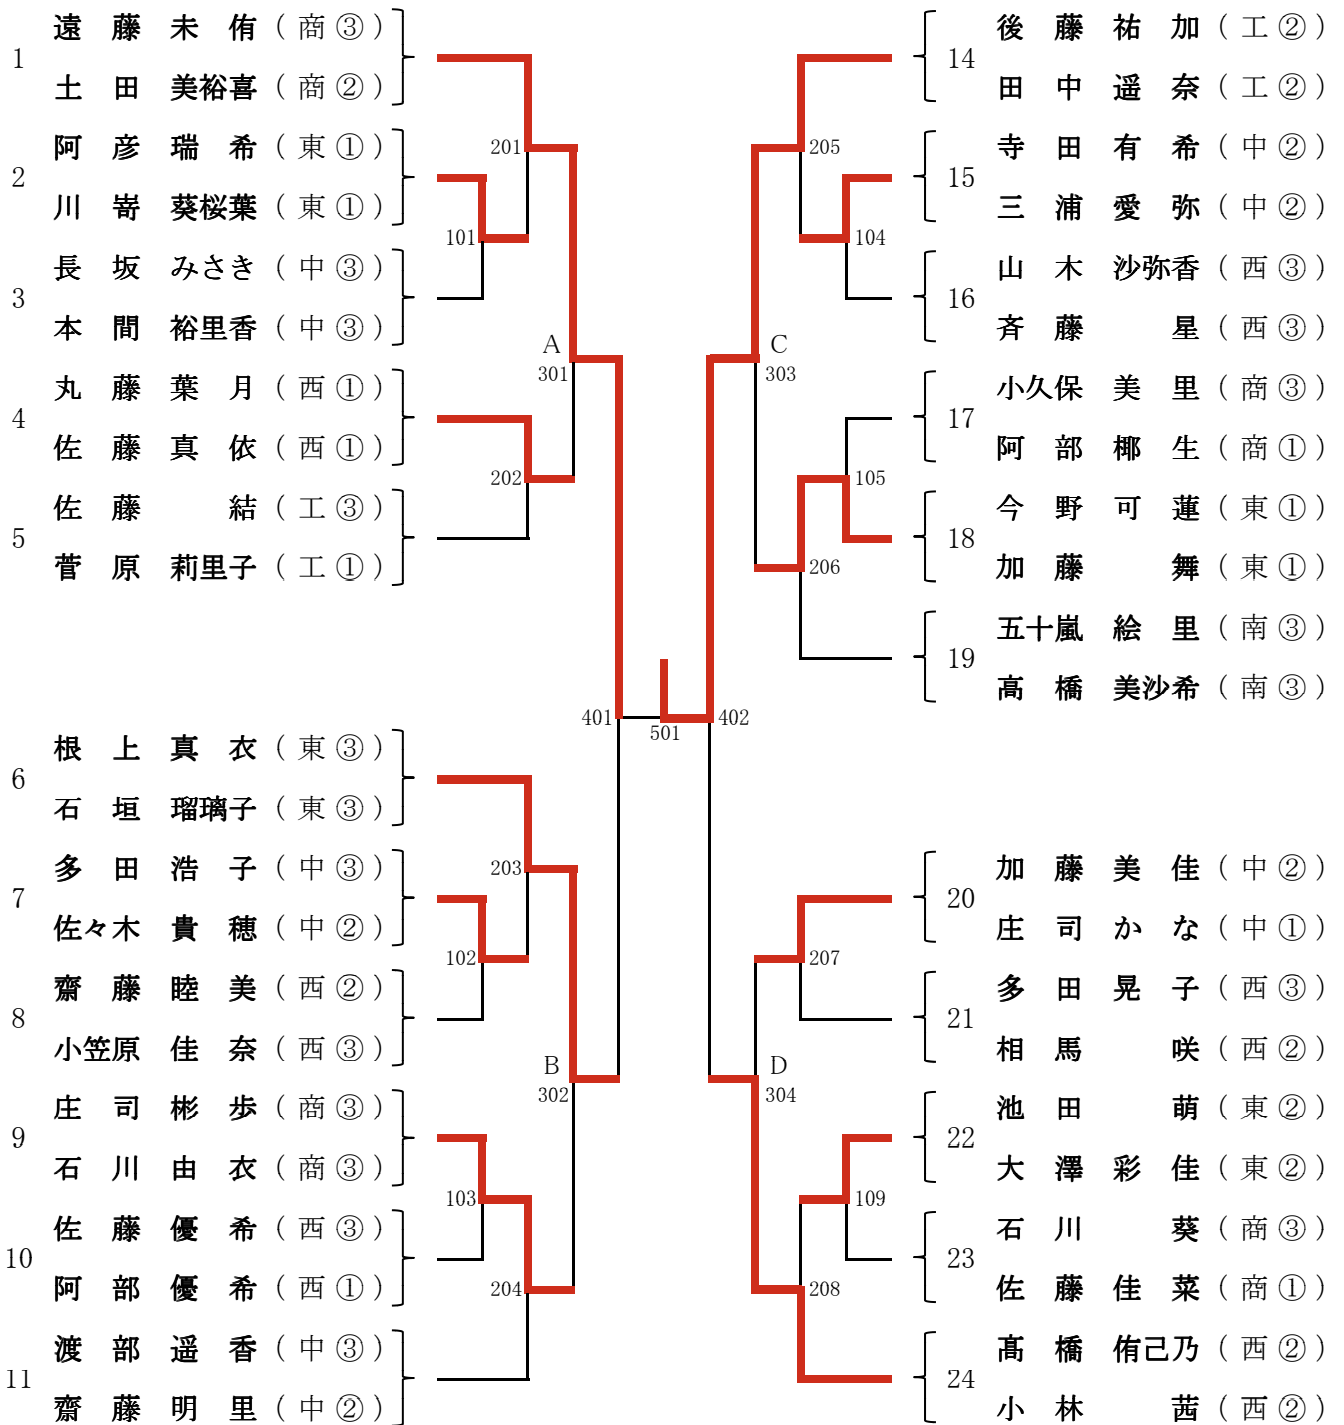 1
遠藤未侑(商③)
土田美裕喜(商②)
2
阿彦瑞希(東①)
川嵜葵桜葉(東①)
3
長坂みさき(中③)
本間裕里香(中③)
4
丸藤葉月(西①)
佐藤真依(西①)
5
佐藤結(工③)
菅原莉里子(工①)
6
根上真衣(東③)
石垣瑠璃子(東③)
7
多田浩子(中③)
佐々木貴穂(中②)
8
齋藤睦美(西②)
小笠原佳奈(西③)
9
庄司彬歩(商③)
石川由衣(商③)
10
佐藤優希(西③)
阿部優希(西①)
11
渡部遥香(中③)
齋藤明里(中②)
201
101
A
301
202
203
102
B
302
103
204
401
501
402
205
104
C
303
105
206
207
D
304
109
208
14
後藤祐加(工②)
田中遥奈(工②)
15
寺田有希(中②)
三浦愛弥(中②)
16
山木沙弥香(西③)
斉藤星(西③)
17
小久保美里(商③)
阿部椰生(商①)
18
今野可蓮(東①)
加藤舞(東①)
19
五十嵐絵里(南③)
高橋美沙希(南③)
20
加藤美佳(中②)
庄司かな(中①)
21
多田晃子(西③)
相馬咲(西②)
22
池田萌(東②)
大澤彩佳(東②)
23
石川葵(商③)
佐藤佳菜(商①)
24
髙橋侑己乃(西②)
小林茜(西②)